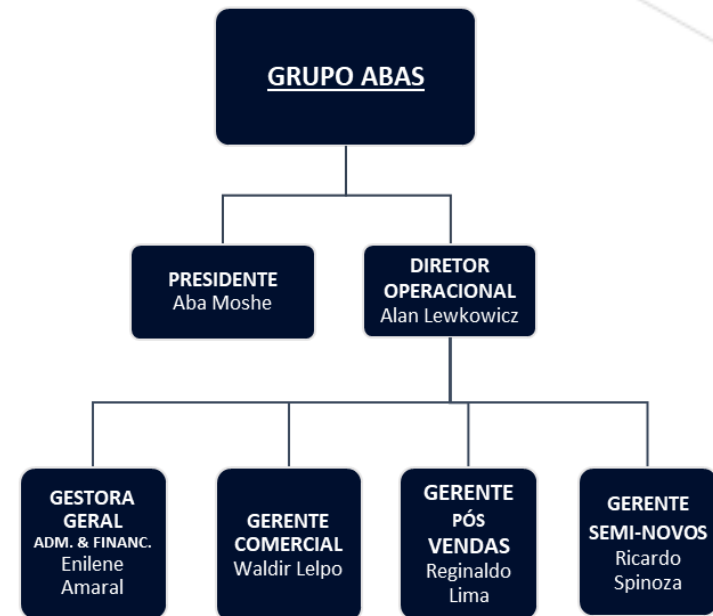 GRUPO ABAS
PRESIDENTE
Aba Moshe
DIRETOR
OPERACIONAL
Alan Lewkowicz
GESTORA
GERAL
ADM. & FINANC.
Enilene
Amaral
GERENTE
COMERCIAL
Waldir Lelpo
GERENTE
PÓS
VENDAS
Reginaldo
Lima
GERENTE
SEMI-NOVOS
Ricardo
Spinoza